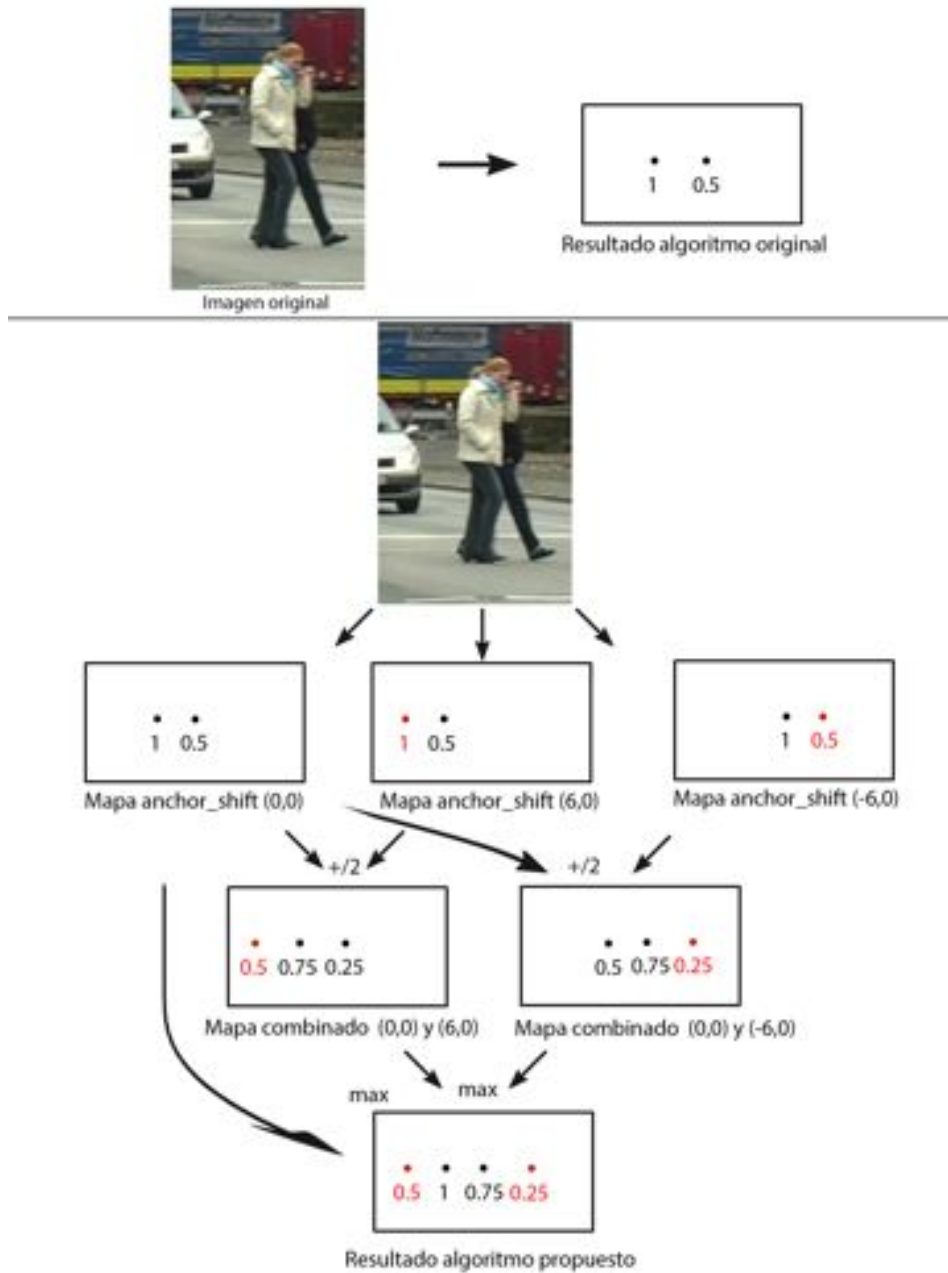 1 0.5
Resultado algoritmo original
Imagen original
1 0.5
1 0.5
1 0.5
Mapa anchor_shift (0,0)
Mapa anchor_shift (6,0)
Mapa anchor_shift (-6,0)
+/2
+/2
0.5 0.75 0.25
0.5 0.75 0.25
Mapa combinado (0,0) y (6,0)
Mapa combinado (0,0) y (-6,0)
max
max
0.5 1 0.75 0.25
Resultado algoritmo propuesto